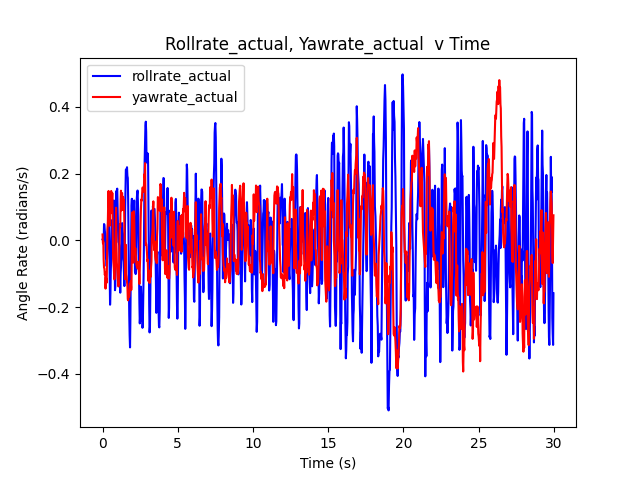 Rollrate_actual, Yawrate_actual  v Time
rollrate_actual
yawrate_actual
Angle Rate (radians/s)
0.4
0.2
0.0
−0.2
−0.4
0 5 10 15 20 25 30
Time (s)